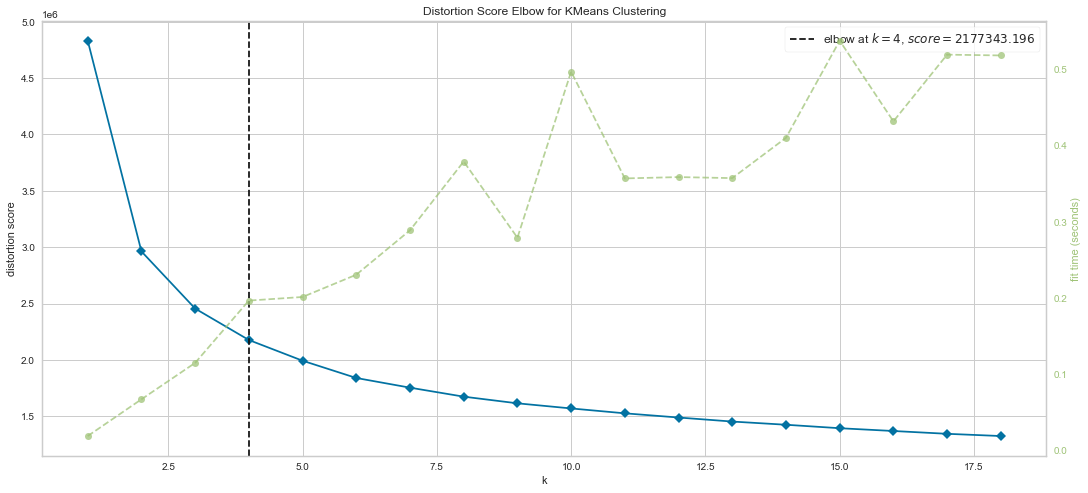 Distortion Score Elbow for KMeans Clustering
1e6
elbow at k = 4, score = 2177343.196
5.0
4.5
4.0
3.5
3.0
2.5
2.0
1.5
distortion score
0.5
0.4
0.3
0.2
0.1
0.0
fit time (seconds)
2.5 5.0 7.5 10.0 12.5 15.0 17.5
k